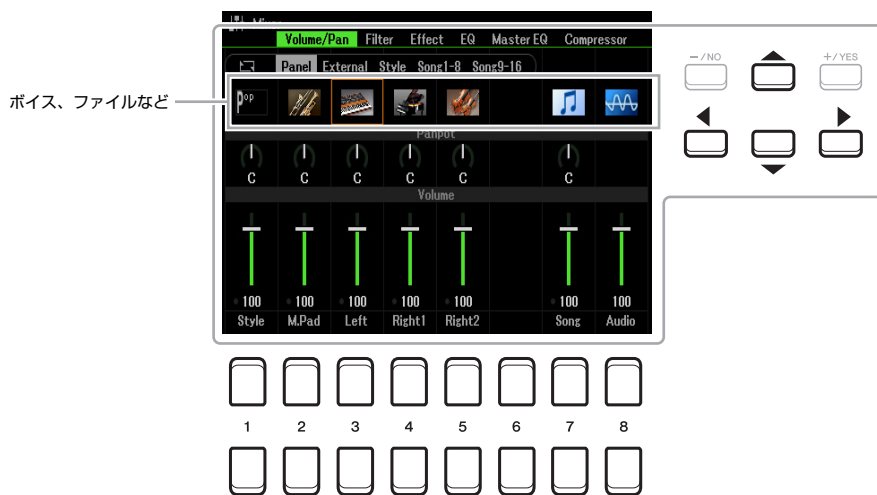 Volume/Pan Filter Effect EQ Master EQ Compressor
Panel External Style Song1-8 Song9-16
ボイス、ファイルなど
Pop
Panpot
C C C C C C
Volume
100 100 100 100 100 100 100
Style M.Pad Left Right1 Right2 Song Audio
-/NO
+/YES
1 2 3 4 5 6 7 8